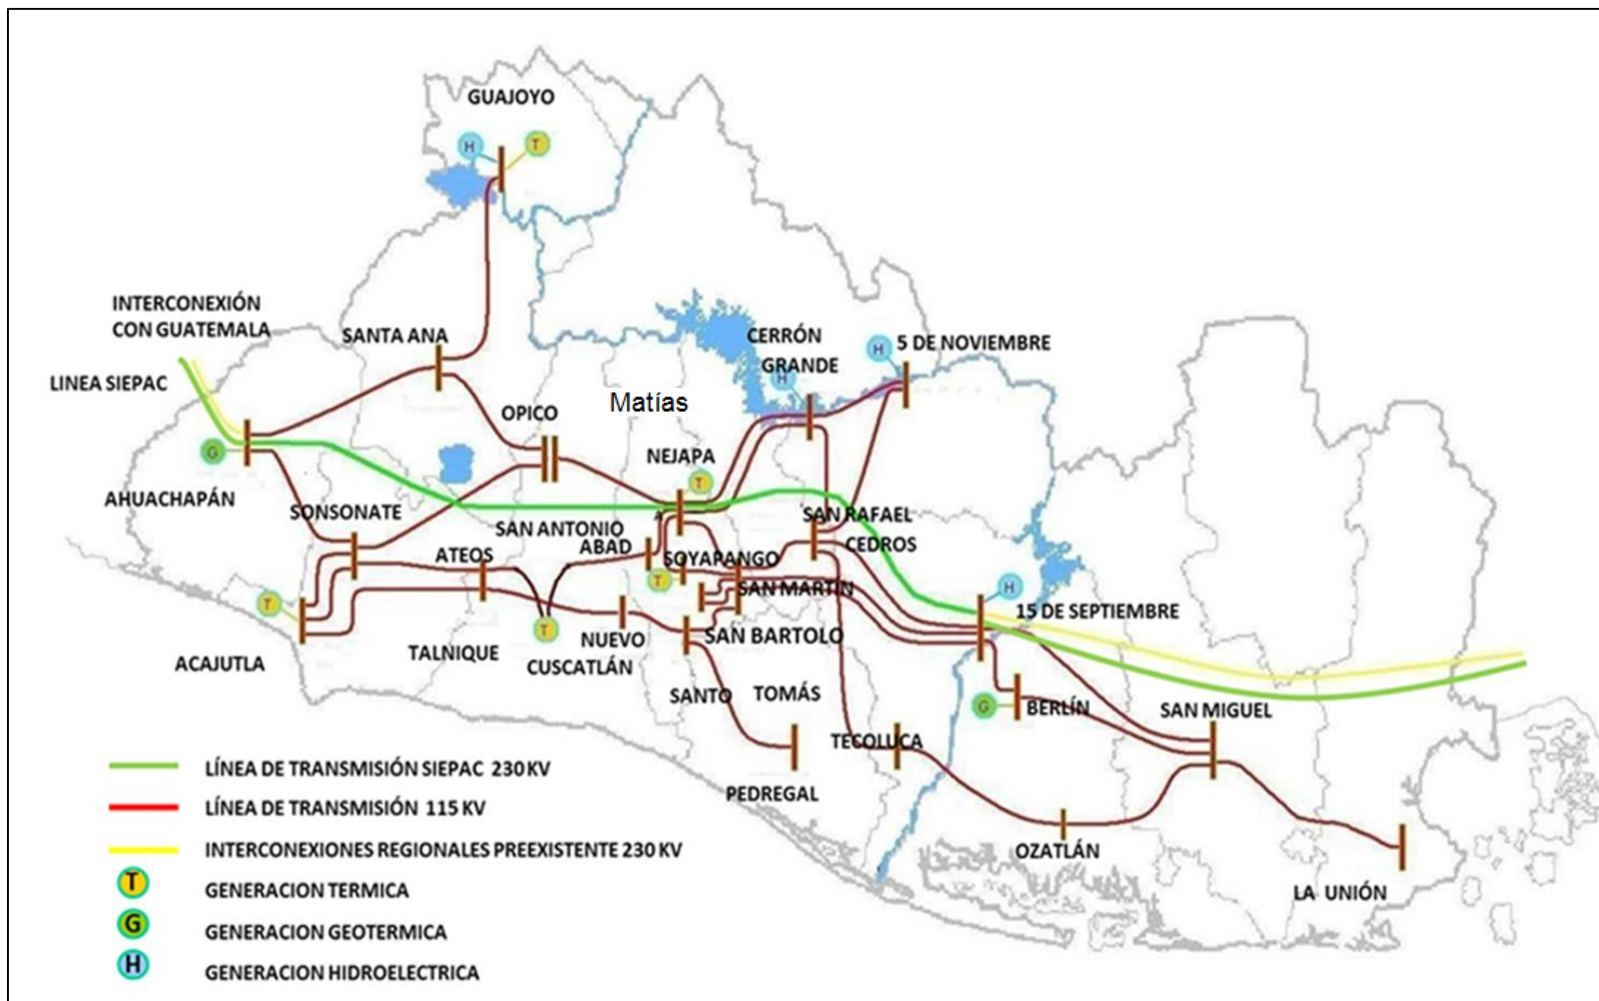 GUAJOYO
H
T
INTERCONEXIÓN
CON GUATEMALA
LINEA SIEPAC
SANTA ANA
CERRÓN
GRANDE
H
H
5 DE NOVIEMBRE
OPICO
Matías
NEJAPA
T
G
AHUACHAPÁN
SONSONATE
SAN ANTONIO
ABAD
SAN RAFAEL
CEDROS
ATEOS
SOYAPANGO
T
SAN MARTIN
H
15 DE SEPTIEMBRE
T
ACAJUTLA
TALNIQUE
T
NUEVO
CUSCATLÁN
SAN BARTOLO
SANTO TOMÁS
G
BERLÍN
SAN MIGUEL
TECOLUCA
PEDREGAL
OZATLÁN
LA UNIÓN
LÍNEA DE TRANSMISIÓN SIEPAC 230 KV
LÍNEA DE TRANSMISIÓN 115 KV
INTERCONEXIONES REGIONALES PREEXISTENTE 230 KV
T GENERACION TERMICA
G GENERACION GEOTERMICA
H GENERACION HIDROELECTRICA